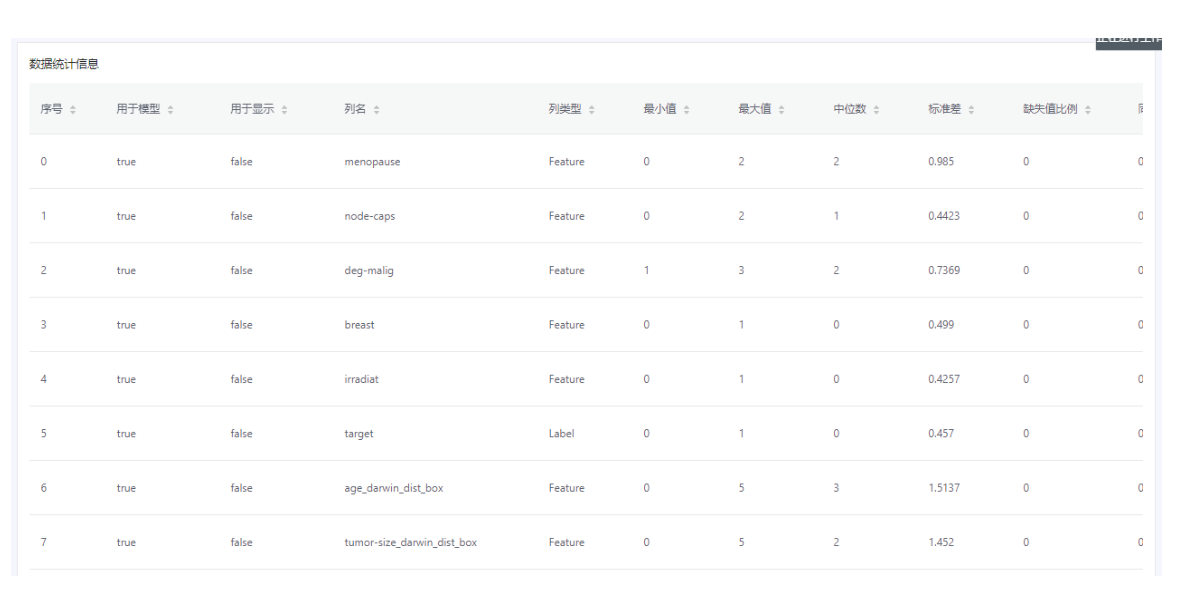 数据统计信息
序号 用于模型 用于显示 列名 列类型 最小值 最大值 中位数 标准差 缺失值比例
0 true false menopause Feature 0 2 2 0.985 0 0
1 true false node-caps Feature 0 2 1 0.4423 0 0
2 true false deg-malig Feature 1 3 2 0.7369 0 0
3 true false breast Feature 0 1 0 0.499 0 0
4 true false irradiat Feature 0 1 0 0.4257 0 0
5 true false target Label 0 1 0 0.457 0 0
6 true false age_darwin_dist_box Feature 0 5 3 1.5137 0 0
7 true false tumor-size_darwin_dist_box Feature 0 5 2 1.452 0 0